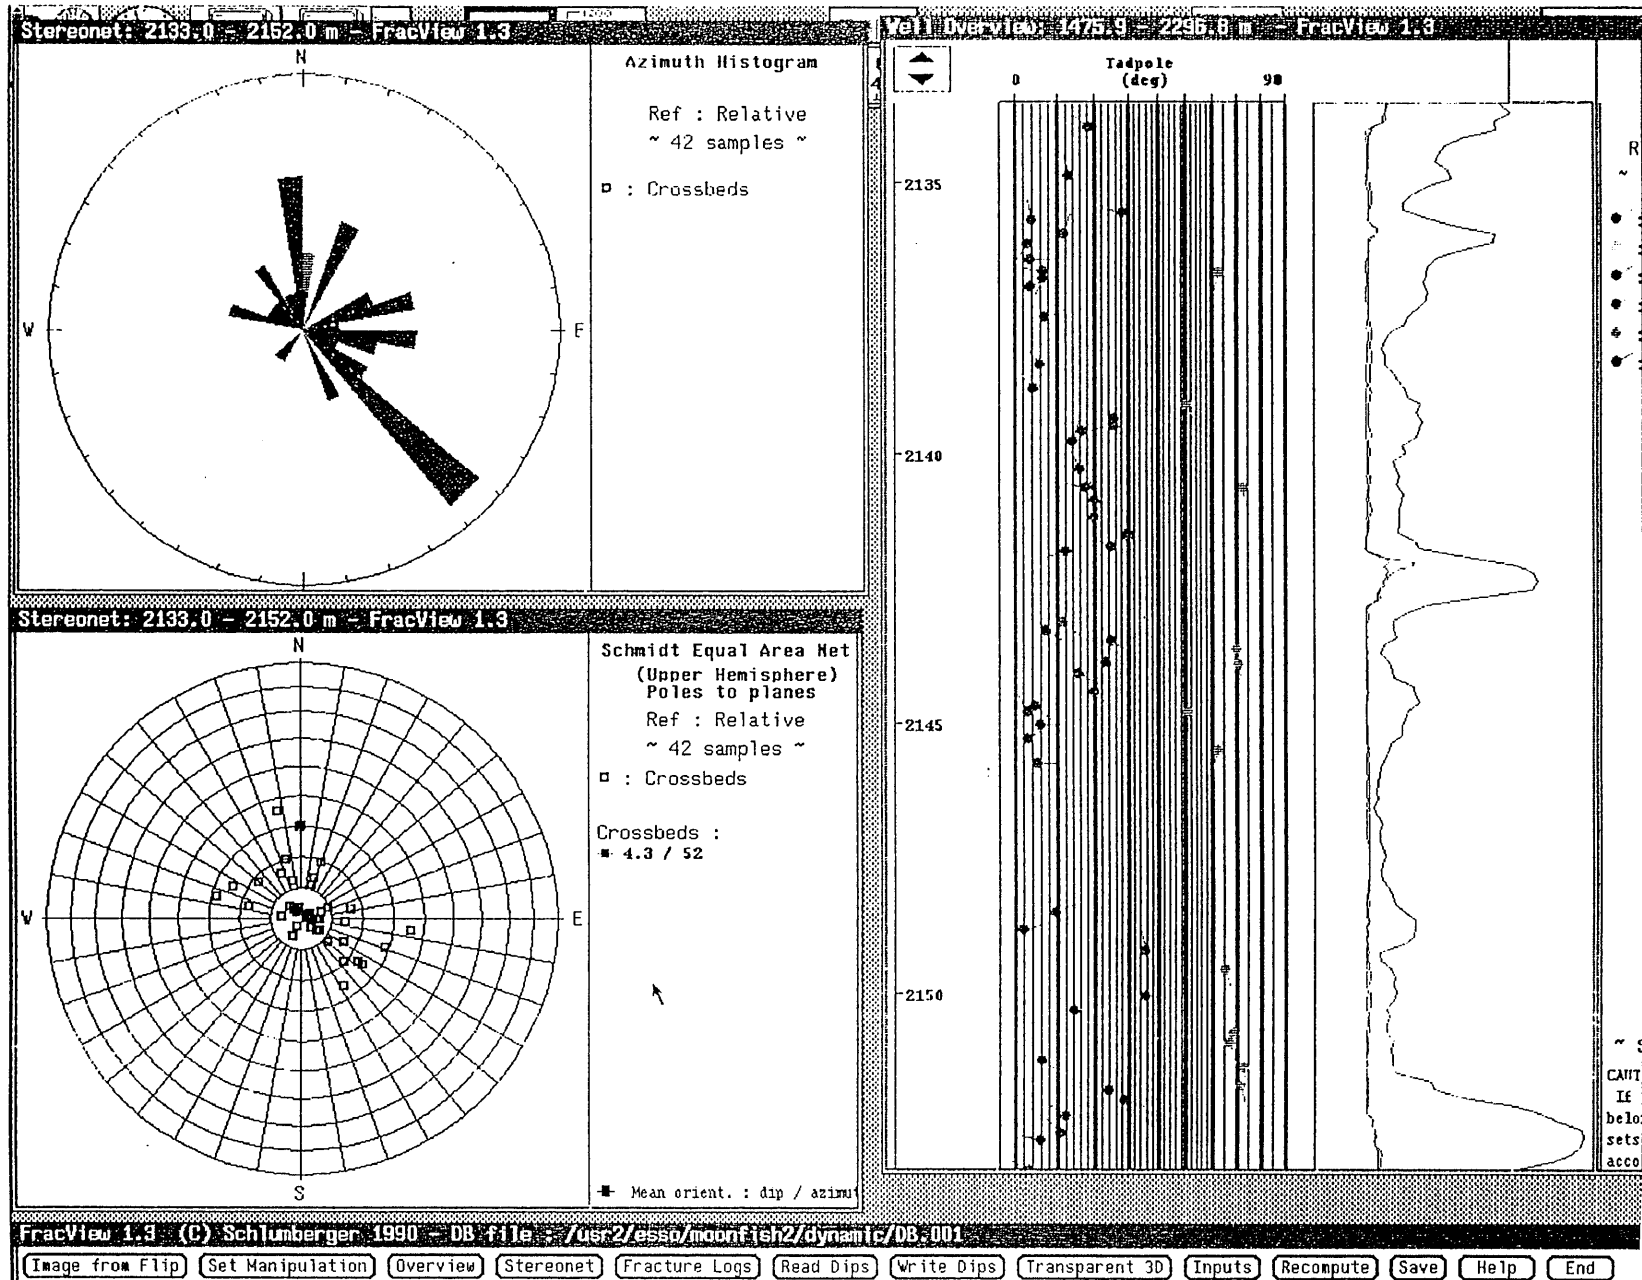 Stereonet: 2133.0 - 2152.0 m - FracView 1.3
N
W
E
Azimuth Histogram
Ref : Relative
~ 42 samples ~
: Crossbeds
Stereonet: 2133.0 - 2152.0 m - FracView 1.3
N
W
E
S
Schmidt Equal Area Net
(Upper Hemisphere)
Poles to planes
Ref : Relative
~ 42 samples ~
: Crossbeds
Crossbeds :
4.3 / 52
Mean orient. : dip / azimut
Well Overview: 1475.9 - 2296.8 m - FracView 1.3
Tadpole
0 (deg) 90
2135
2140
2145
2150
R
~
~ S
CAUT
If
belo
sets
acco
FracView 1.3 (C) Schlumberger 1990 - DB file : /usr2/esso/moonfish2/dynamic/DB.001
Image from Flip Set Manipulation Overview Stereonet Fracture Logs Read Dips Write Dips Transparent 3D Inputs Recompute Save Help End